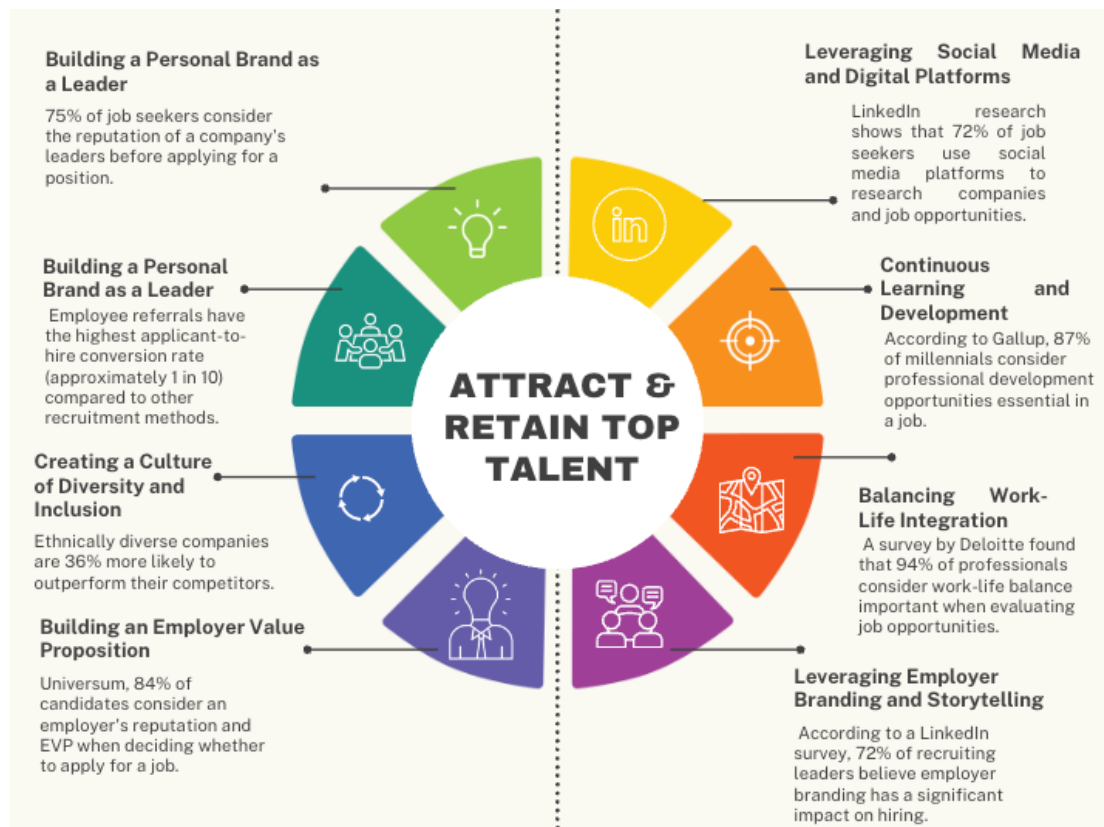 Building a Personal Brand as
a Leader
75% of job seekers consider
the reputation of a company's
leaders before applying for a
position.
Building a Personal
Brand as a Leader
Employee referrals have
the highest applicant-to-
hire conversion rate
(approximately 1 in 10)
compared to other
recruitment methods.
Creating a Culture
of Diversity and
Inclusion
Ethnically diverse companies
are 36% more likely to
outperform their competitors.
Building an Employer Value
Proposition
Universum, 84% of
candidates consider an
employer's reputation and
EVP when deciding whether
to apply for a job.
in
ATTRACT &
RETAIN TOP
TALENT
Leveraging Social Media
and Digital Platforms
LinkedIn research
shows that 72% of job
seekers use social
media platforms to
research companies
and job opportunities.
Continuous
Learning and
Development
According to Gallup, 87%
of millennials consider
professional development
opportunities essential in
a job.
Balancing Work-
Life Integration
A survey by Deloitte found
that 94% of professionals
consider work-life balance
important when evaluating
job opportunities.
Leveraging Employer
Branding and Storytelling
According to a LinkedIn
survey, 72% of recruiting
leaders believe employer
branding has a significant
impact on hiring.